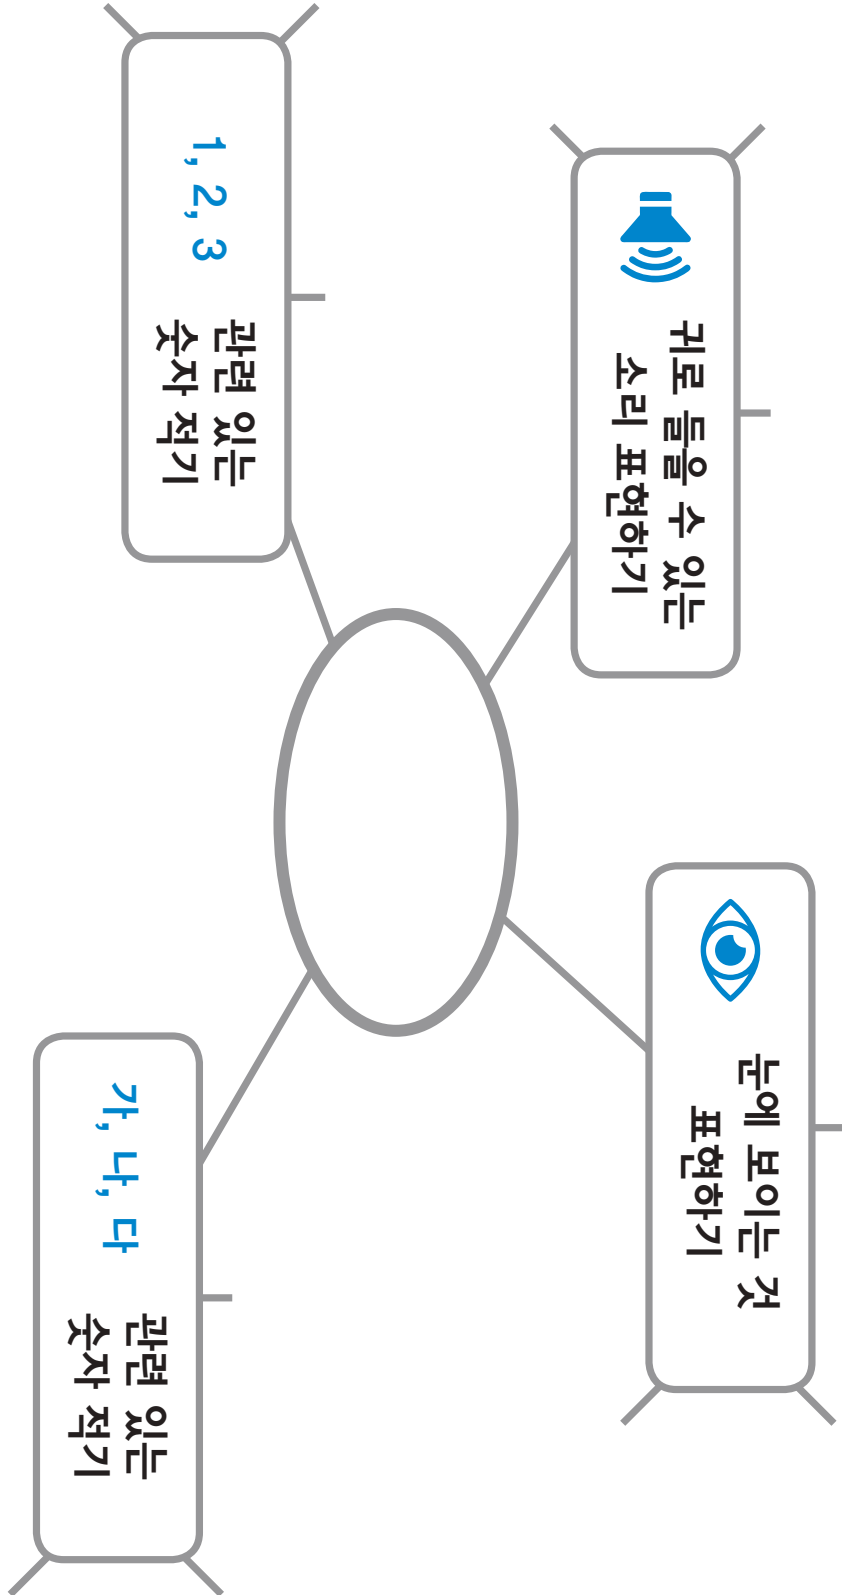 귀로 들을 수 있는
소리 표현하기
눈에 보이는 것
표현하기
1, 2, 3
관련 있는
숫자 적기
가, 나, 다
관련 있는
숫자 적기